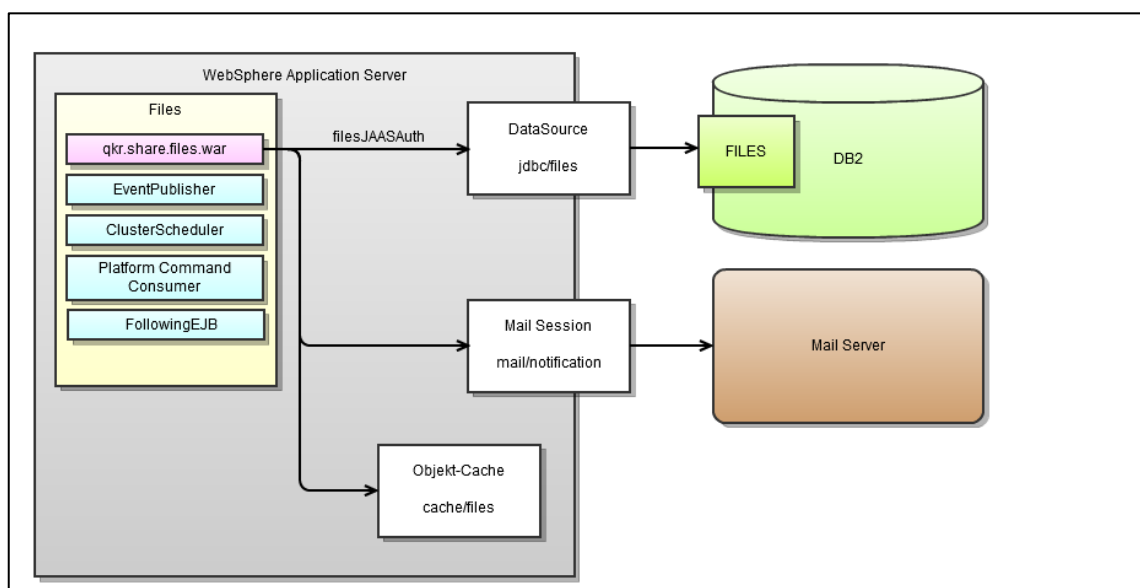 WebSphere Application Server
Files
qkr.share.files.war
EventPublisher
ClusterScheduler
Platform Command
Consumer
FollowingEJB
filesJAASAuth
DataSource
jdbc/files
FILES
DB2
Mail Session
mail/notification
Mail Server
Objekt-Cache
cache/files